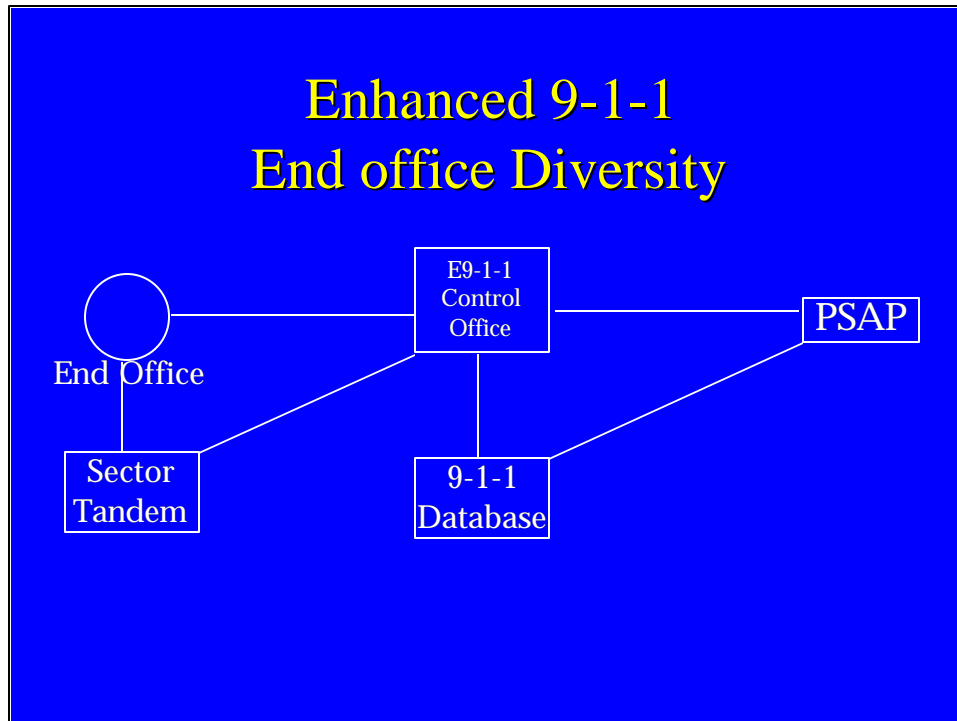 Enhanced 9-1-1
End office Diversity
E9-1-1
Control
Office
PSAP
End Office
Sector
Tandem
9-1-1
Database